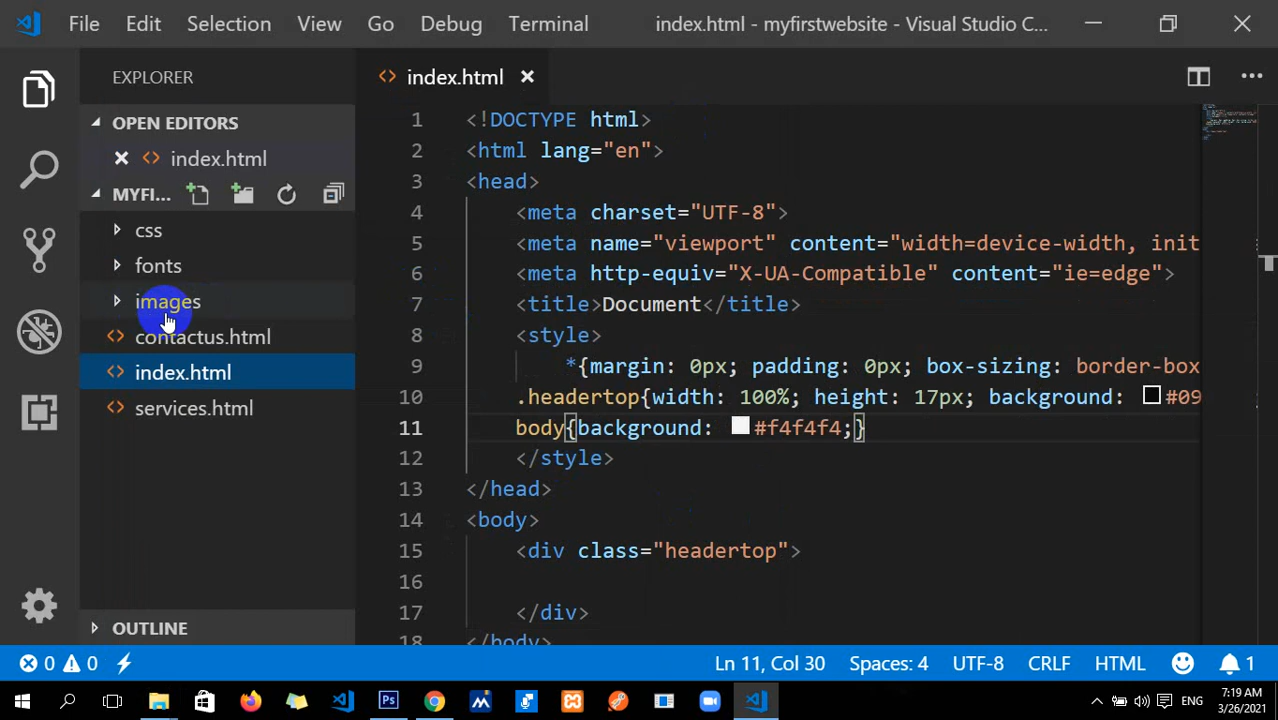 File Edit Selection View Go Debug Terminal index.html - myfirstwebsite - Visual Studio C...
EXPLORER
OPEN EDITORS
index.html
MYFI...
css
fonts
images
contactus.html
index.html
services.html
OUTLINE
index.html
1 <!DOCTYPE html>
2 <html lang="en">
3 <head>
4 <meta charset="UTF-8">
5 <meta name="viewport" content="width=device-width, init
6 <meta http-equiv="X-UA-Compatible" content="ie=edge">
7 <title>Document</title>
8 <style>
9 *{margin: 0px; padding: 0px; box-sizing: border-box
10 .headertop{width: 100%; height: 17px; background: #09
11 body{background: #f4f4f4;}
12 </style>
13 </head>
14 <body>
15 <div class="headertop">
16
17 </div>
18 </body>
0 0 Ln 11, Col 30 Spaces: 4 UTF-8 CRLF HTML 1
Ps ENG 7:19 AM
3/26/2021